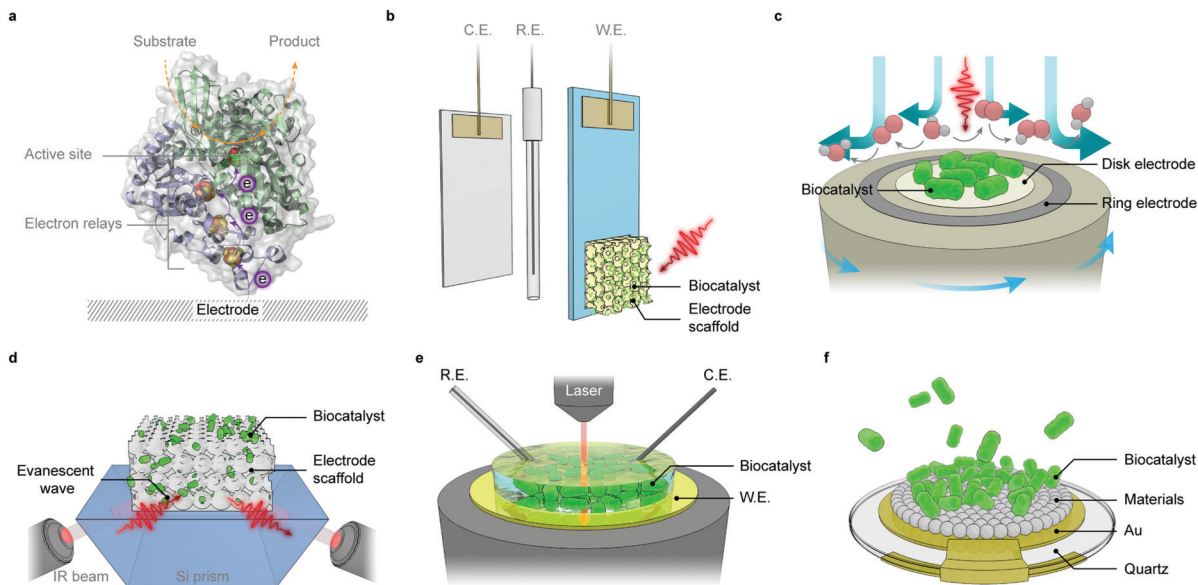 a
Substrate
Product
Active site
e
e
Electron relays
e
Electrode
b
C.E.
R.E.
W.E.
Biocatalyst
Electrode
scaffold
c
Disk electrode
Biocatalyst
Ring electrode
d
Biocatalyst
Electrode
scaffold
Evanescent
wave
IR beam
Si prism
e
R.E.
Laser
C.E.
Biocatalyst
W.E.
f
Biocatalyst
Materials
Au
Quartz